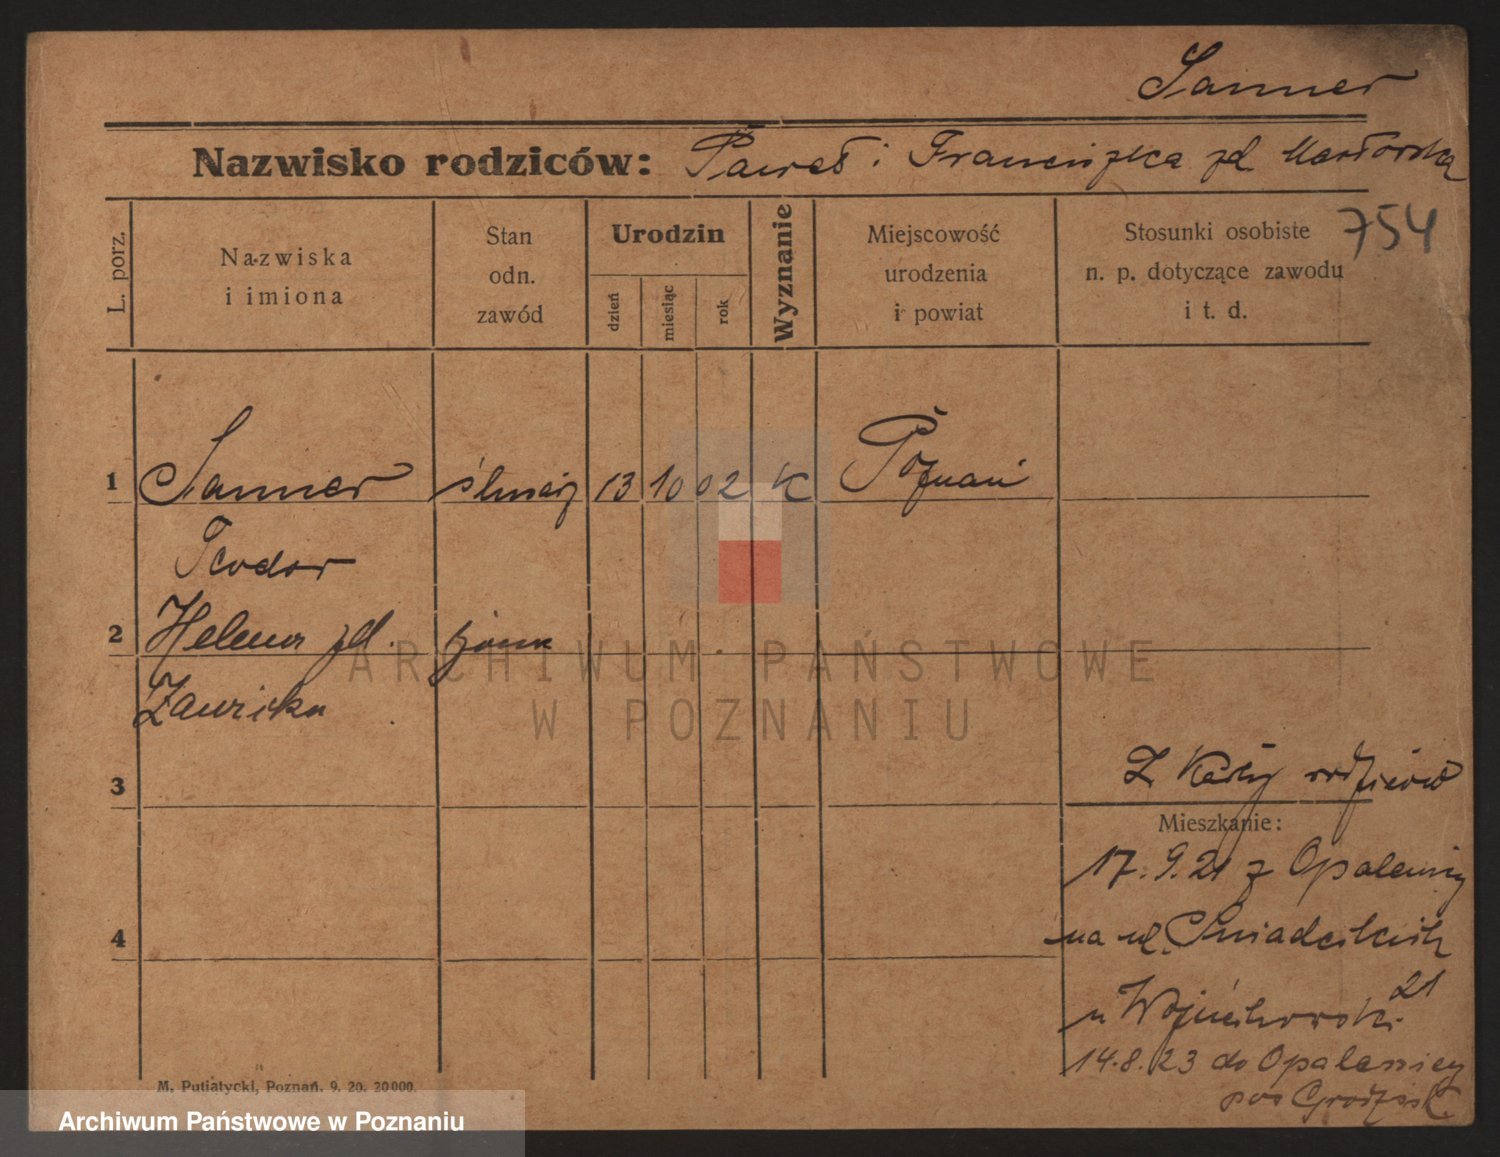 Sanner
Nazwisko rodziców: Paweł i Franciszka zd
754
L. porz.
Nazwiska
i imiona
Stan
odn.
zawód
Urodzin
dzień
miesiąc
rok
Wyznanie
Miejscowość
urodzenia
i powiat
Stosunki osobiste
n. p. dotyczące zawodu
i t. d.
1 Sanner ślusarz 13 10 02 K Poznań
Teodor
2 Helena zd. żona
Zawicka
ARCHIWUM PAŃSTWOWE
W POZNANIU
3
Z Karty rodziców
Mieszkanie:
17.9.21 z Opalenicy
4
na ul. Śniadeckich
21
u Wojciechowski
14.8.23 do Opalenicy
pow Grodzisk
M. Putiatycki, Poznań. 9. 20. 20000.
Archiwum Państwowe w Poznaniu